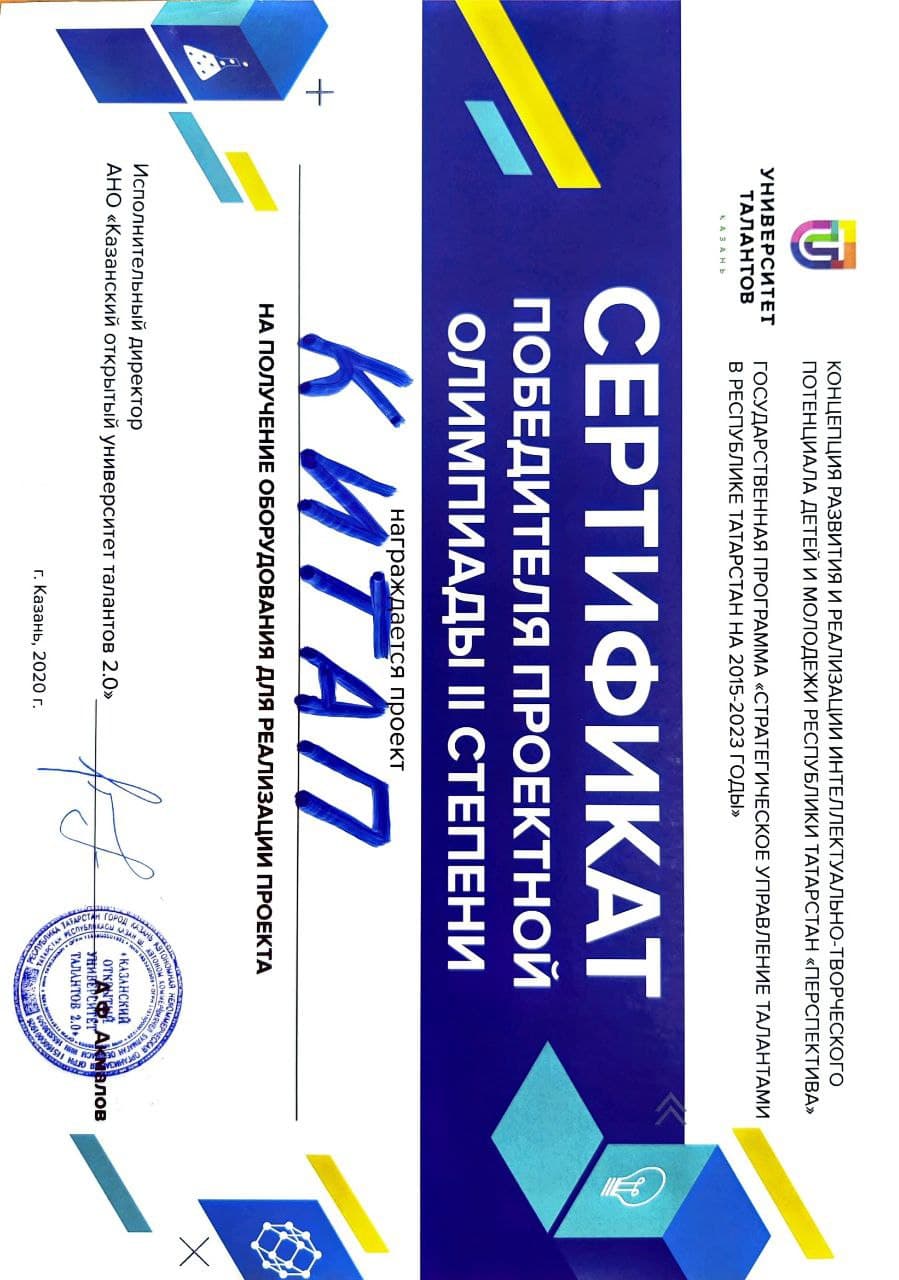 УНИВЕРСИТЕТ
ТАЛАНТОВ
КАЗАНЬ
КОНЦЕПЦИЯ РАЗВИТИЯ И РЕАЛИЗАЦИИ ИНТЕЛЛЕКТУАЛЬНО-ТВОРЧЕСКОГО
ПОТЕНЦИАЛА ДЕТЕЙ И МОЛОДЕЖИ РЕСПУБЛИКИ ТАТАРСТАН «ПЕРСПЕКТИВА»
ГОСУДАРСТВЕННАЯ ПРОГРАММА «СТРАТЕГИЧЕСКОЕ УПРАВЛЕНИЕ ТАЛАНТАМИ
В РЕСПУБЛИКЕ ТАТАРСТАН НА 2015-2023 ГОДЫ»
СЕРТИФИКАТ
ПОБЕДИТЕЛЯ ПРОЕКТНОЙ
ОЛИМПИАДЫ II СТЕПЕНИ
награждается проект
КИТАП
НА ПОЛУЧЕНИЕ ОБОРУДОВАНИЯ ДЛЯ РЕАЛИЗАЦИИ ПРОЕКТА
Исполнительный директор
АНО «Казанский открытый университет талантов 2.0»
А.Ф. Акмалов
КАЗАНСКИЙ
ОТКРЫТЫЙ
УНИВЕРСИТЕТ
ТАЛАНТОВ 2.0
г. Казань, 2020 г.